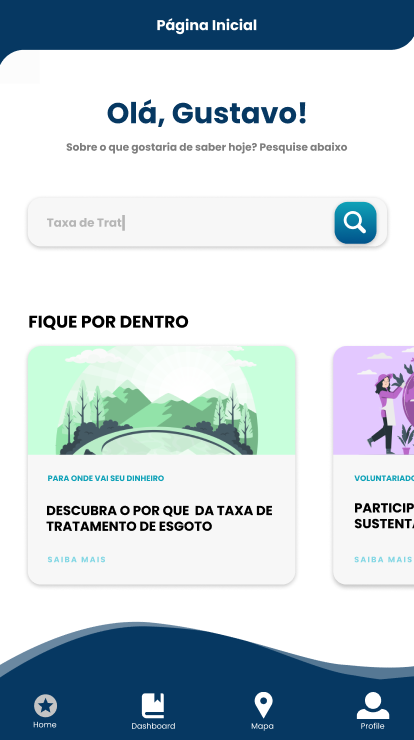 Página Inicial
Olá, Gustavo!
Sobre o que gostaria de saber hoje? Pesquise abaixo
Taxa de Trat
FIQUE POR DENTRO
PARA ONDE VAI SEU DINHEIRO
DESCUBRA O POR QUE DA TAXA DE
TRATAMENTO DE ESGOTO
SAIBA MAIS
VOLUNTARIADO
PARTICIP
SUSTENTA
SAIBA MAIS
Home
Dashboard
Mapa
Profile